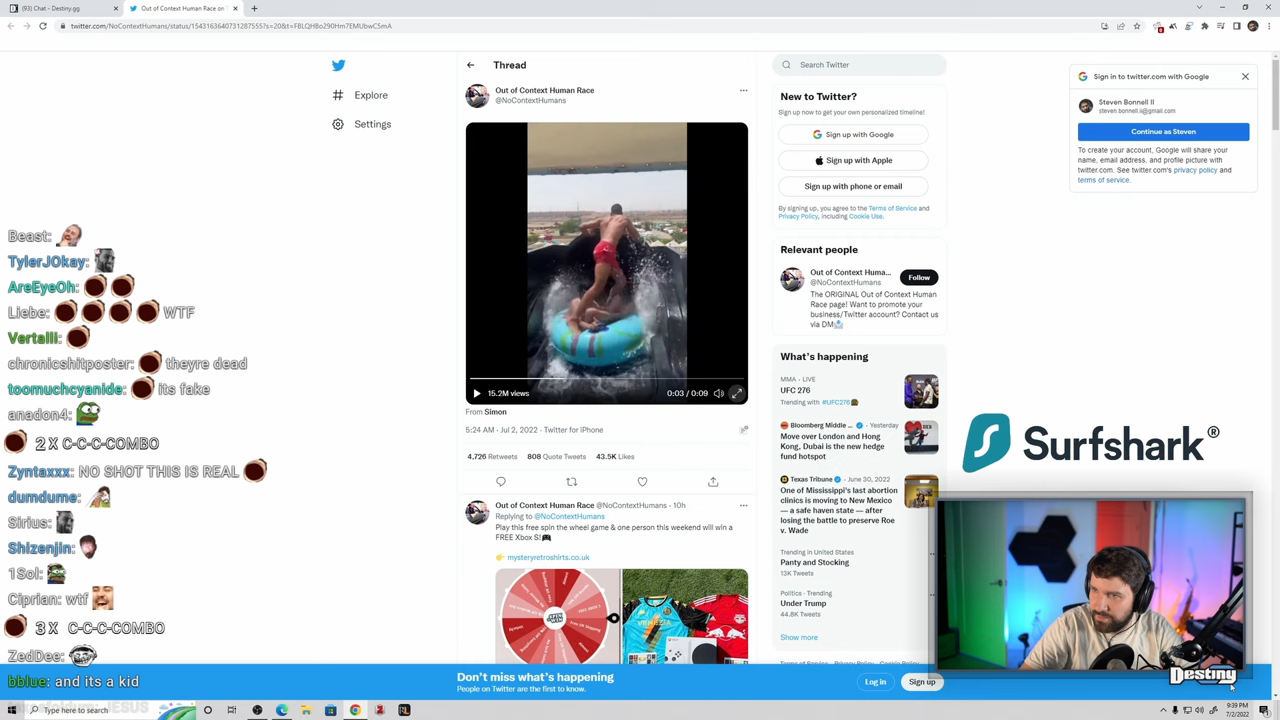 (93) Chat - Destiny.gg
Out of Context Human Race on T
twitter.com/NoContextHumans/status/1543163640731287555?s=20&t=FBLQH8o290Hm7EMUbwC5mA
Explore
Settings
Thread
Out of Context Human Race
@NoContextHumans
15.2M views
0:03 / 0:09
From Simon
5:24 AM · Jul 2, 2022 · Twitter for iPhone
4,726 Retweets 808 Quote Tweets 43.5K Likes
Out of Context Human Race @NoContextHumans · 10h
Replying to @NoContextHumans
Play this free spin the wheel game & one person this weekend will win a
FREE Xbox S!
mysteryretroshirts.co.uk
VENEZIA
Search Twitter
New to Twitter?
Sign up now to get your own personalized timeline!
Sign up with Google
Sign up with Apple
Sign up with phone or email
By signing up, you agree to the Terms of Service and
Privacy Policy, including Cookie Use.
Relevant people
Out of Context Huma...
@NoContextHumans
Follow
The ORIGINAL Out of Context Human
Race page! Want to promote your
business/Twitter account? Contact us
via DM
What's happening
MMA · LIVE
UFC 276
Trending with #UFC276
Bloomberg Middle ... · Yesterday
Move over London and Hong
Kong, Dubai is the new hedge
fund hotspot
Texas Tribune · June 30, 2022
One of Mississippi's last abortion
clinics is moving to New Mexico
— a safe haven state — after
losing the battle to preserve Roe
v. Wade
Trending in United States
Panty and Stocking
13K Tweets
Politics · Trending
Under Trump
44.8K Tweets
Show more
Sign in to twitter.com with Google
Steven Bonnell II
steven.bonnell.ii@gmail.com
Continue as Steven
To create your account, Google will share your
name, email address, and profile picture with
twitter.com. See twitter.com's privacy policy and
terms of service.
Surfshark®
Destiny
Beast:
TylerJOkay:
AreEyeOh:
Liebe: WTF
Vertalli:
chronicshitposter: theyre dead
toomuchcyanide: its fake
anadon4:
2 X C-C-C-COMBO
Zyntaxxx: NO SHOT THIS IS REAL
dumdume:
Sirius:
Shizenjin:
1Sol:
Ciprian: wtf
3 X C-C-C-COMBO
ZedDee:
bblue: and its a kid
JESUS
Don't miss what's happening
People on Twitter are the first to know.
Log in
Sign up
Type here to search
9:39 PM
7/2/2022